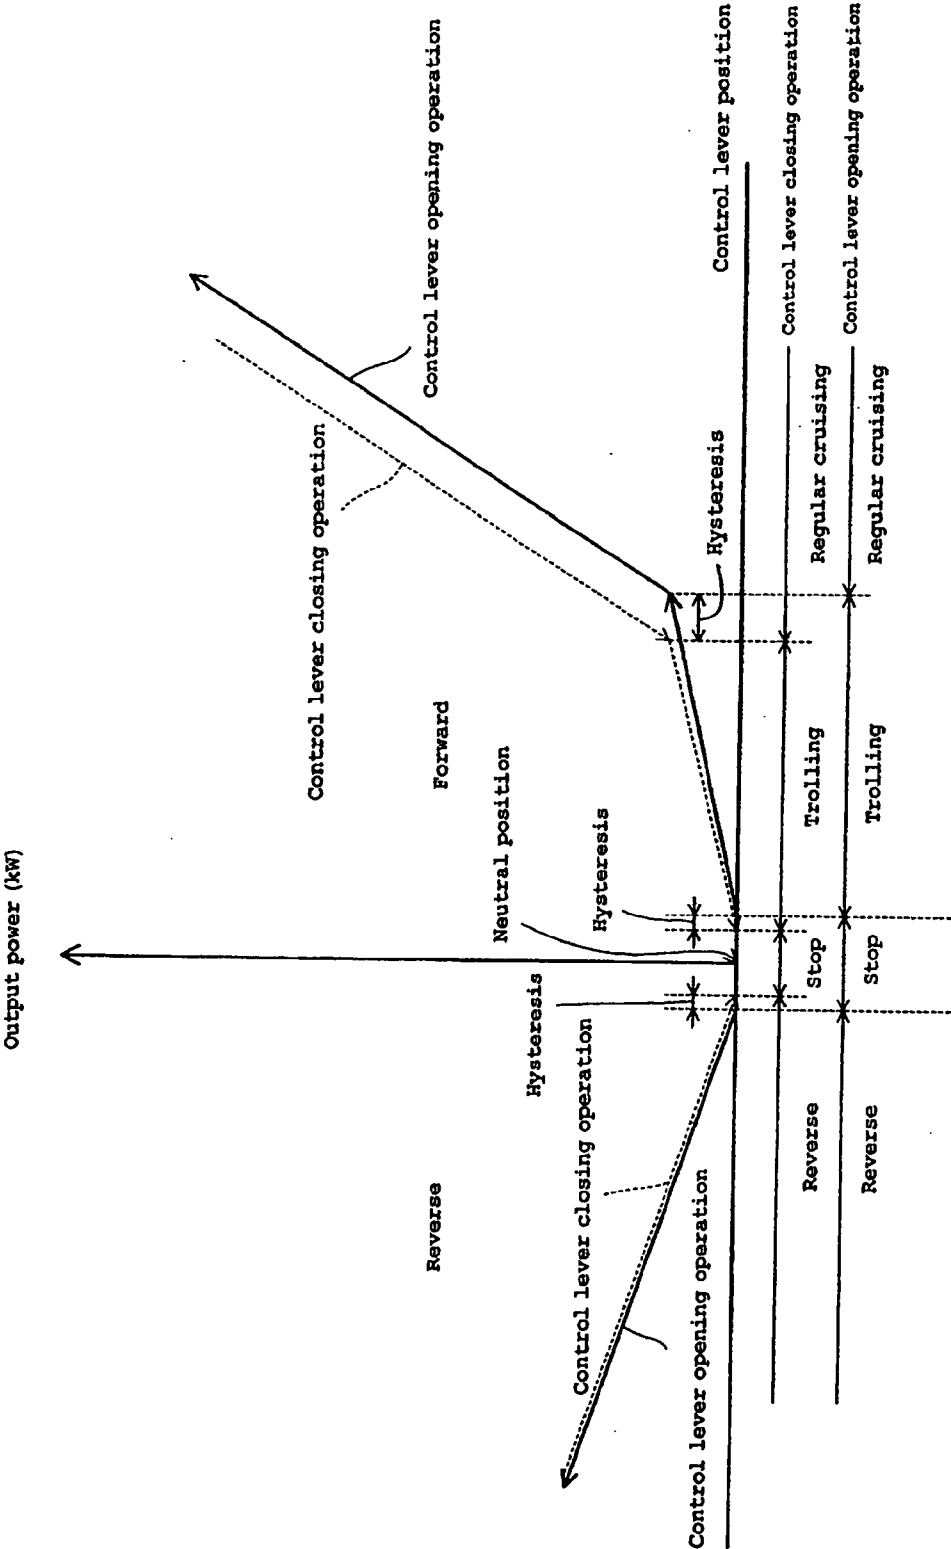 Output power (kW)
Control lever opening operation
Control lever closing operation
Forward
Reverse
Neutral position
Hysteresis
Hysteresis
Hysteresis
Control lever closing operation
Control lever opening operation
Control lever position
Control lever closing operation
Reverse
Stop
Trolling
Regular cruising
Control lever opening operation
Reverse
Stop
Trolling
Regular cruising